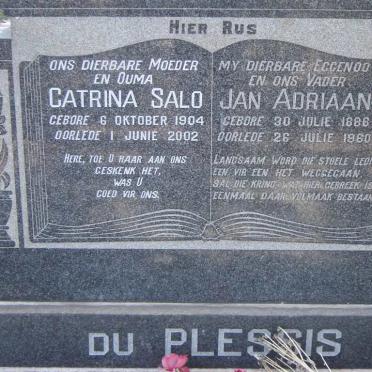 Hier Rus
ONS DIERBARE MOEDER
EN OUMA
CATRINA SALO
GEBORE 6 OKTOBER 1904
OORLEDE 1 JUNIE 2002
HERE, TOE U HAAR AAN ONS
GESKENK HET,
WAS U
GOED VIR ONS.
MY DIERBARE EGGENOO
EN ONS VADER
JAN ADRIAAN
GEBORE 30 JULIE 1886
OORLEDE 26 JULIE 1960
LANGSAAM WORD DIE STOELE LEDI
EEN VIR EEN HET WEGGEGAAN,
SAL DIE KRING WAT HIER GEBREEK IS
EENMAAL DAAR VOLMAAK BESTAAN
DU PLESSIS